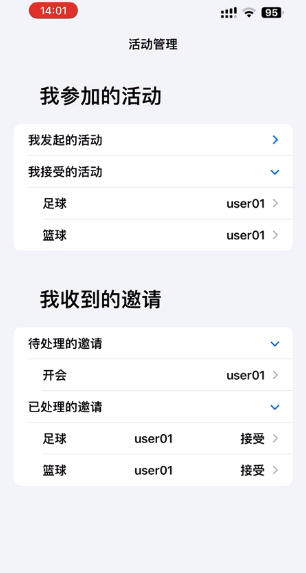 14:01
95
活动管理
我参加的活动
我发起的活动
我接受的活动
足球 user01
篮球 user01
我收到的邀请
待处理的邀请
开会 user01
已处理的邀请
足球 user01 接受
篮球 user01 接受